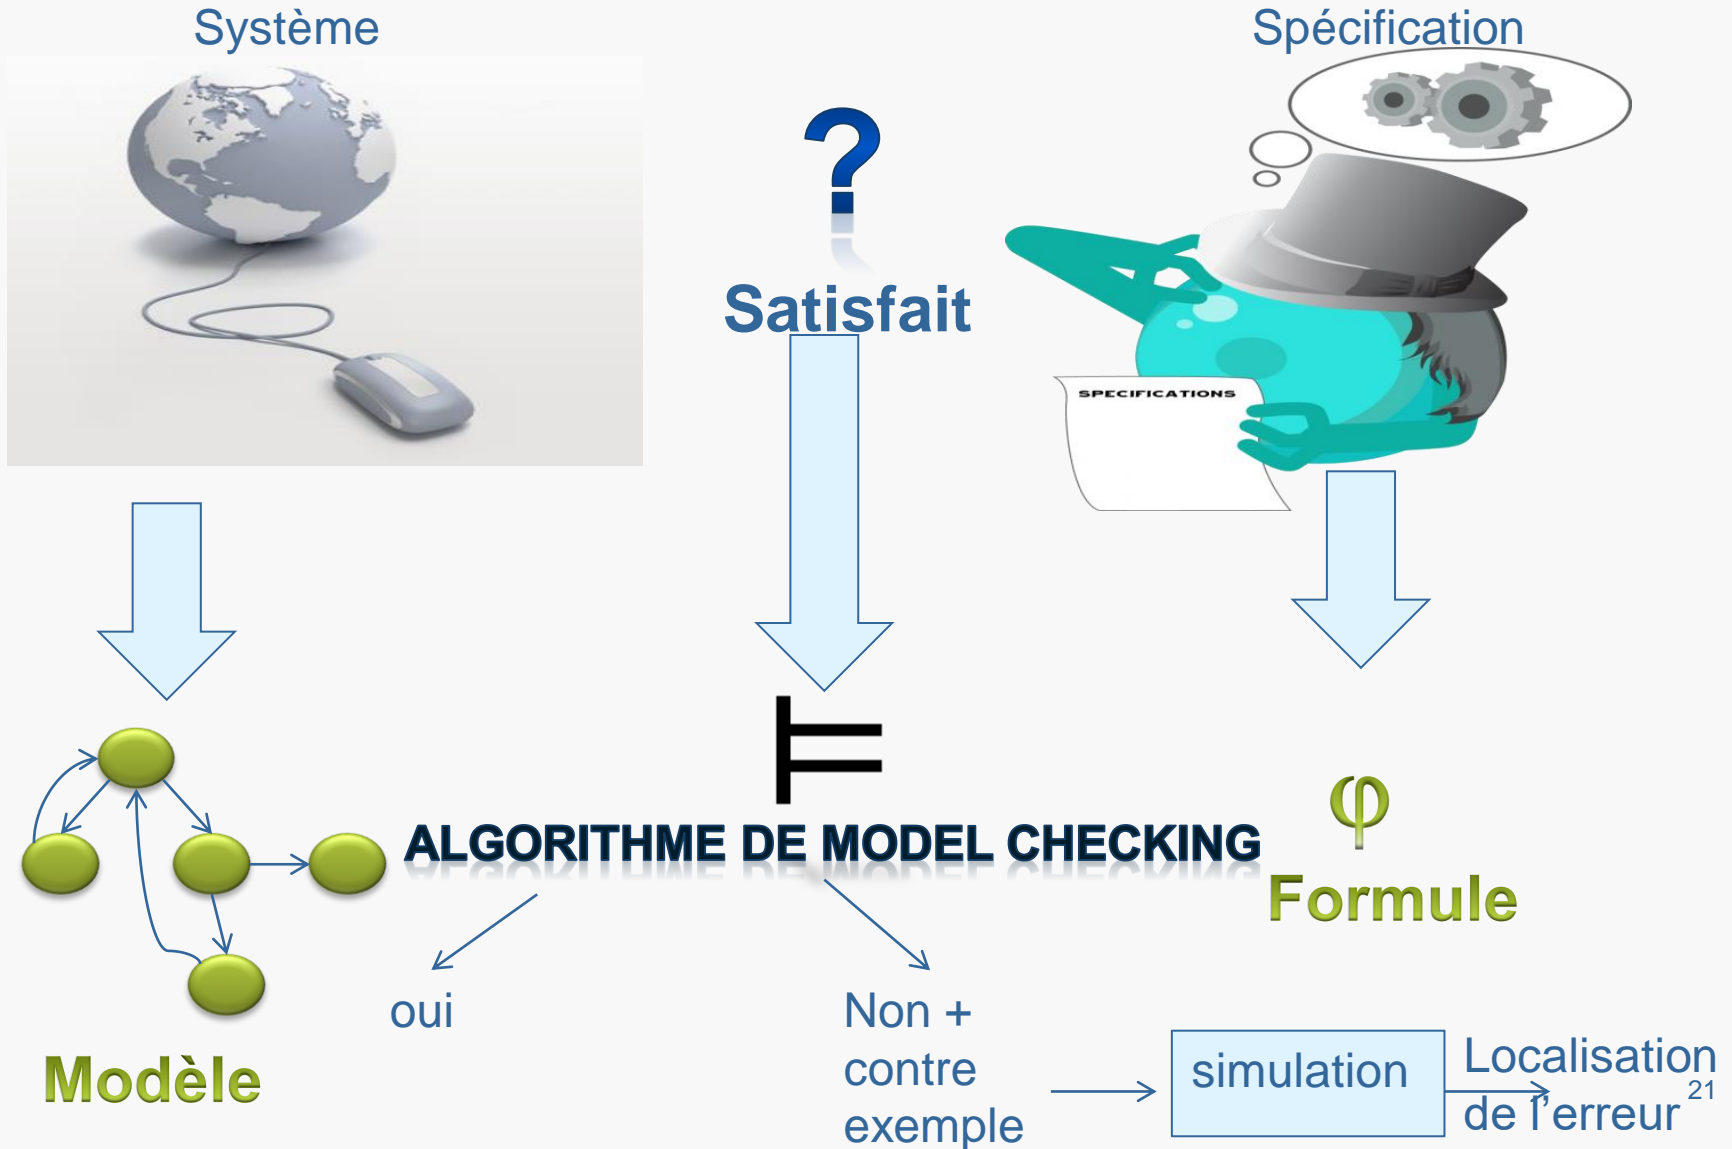 Système
Spécification
?
Satisfait
SPECIFICATIONS
⊨
φ
ALGORITHME DE MODEL CHECKING
Formule
oui
Non +
contre
exemple
simulation
Localisation
de l'erreur
21
Modèle